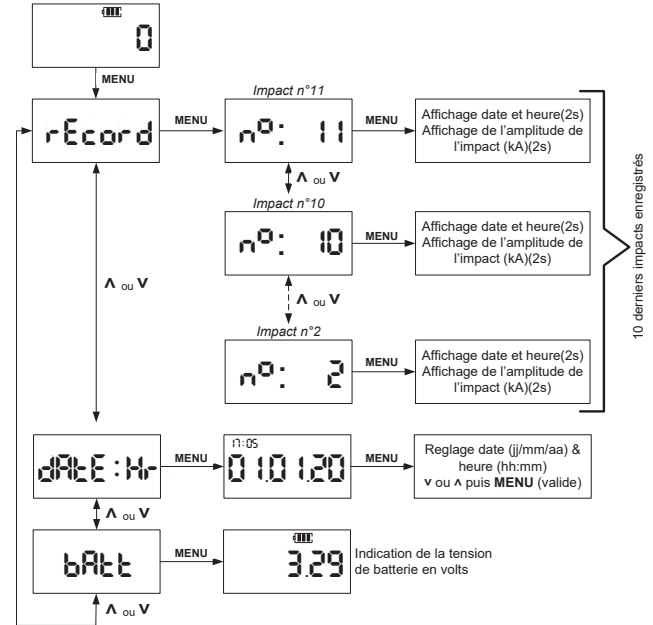 0
MENU
Impact n°11
rEcord
MENU
nº: 11
MENU
Affichage date et heure(2s)
Affichage de l'amplitude de
l'impact (kA)(2s)
Λ ou V
Impact n°10
nº: 10
MENU
Affichage date et heure(2s)
Affichage de l'amplitude de
l'impact (kA)(2s)
10 derniers impacts enregistrés
Λ ou V
Λ ou V
Impact n°2
nº: 2
MENU
Affichage date et heure(2s)
Affichage de l'amplitude de
l'impact (kA)(2s)
dAtE:Hr
MENU
17:05
01.01.20
MENU
Reglage date (jj/mm/aa) &
heure (hh:mm)
v ou ʌ puis MENU (valide)
Λ ou V
bAtt
MENU
3.29
Indication de la tension
de batterie en volts
Λ ou V